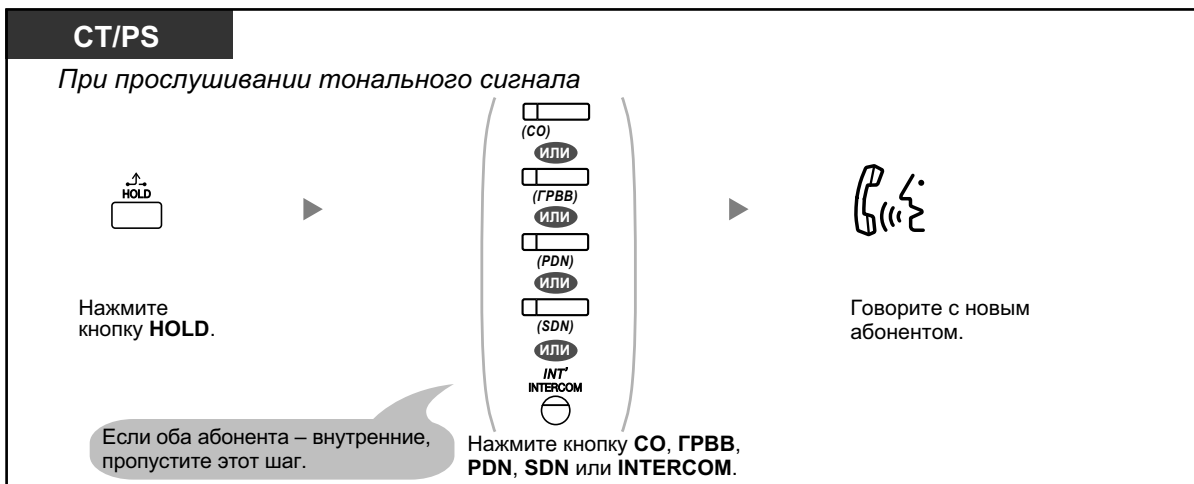 CT/PS
При прослушивании тонального сигнала
(CO)
ИЛИ
HOLD
(ГРВВ)
ИЛИ
(PDN)
ИЛИ
(SDN)
ИЛИ
INT'
INTERCOM
Нажмите
кнопку HOLD.
Говорите с новым
абонентом.
Если оба абонента – внутренние,
пропустите этот шаг.
Нажмите кнопку CO, ГРВВ,
PDN, SDN или INTERCOM.